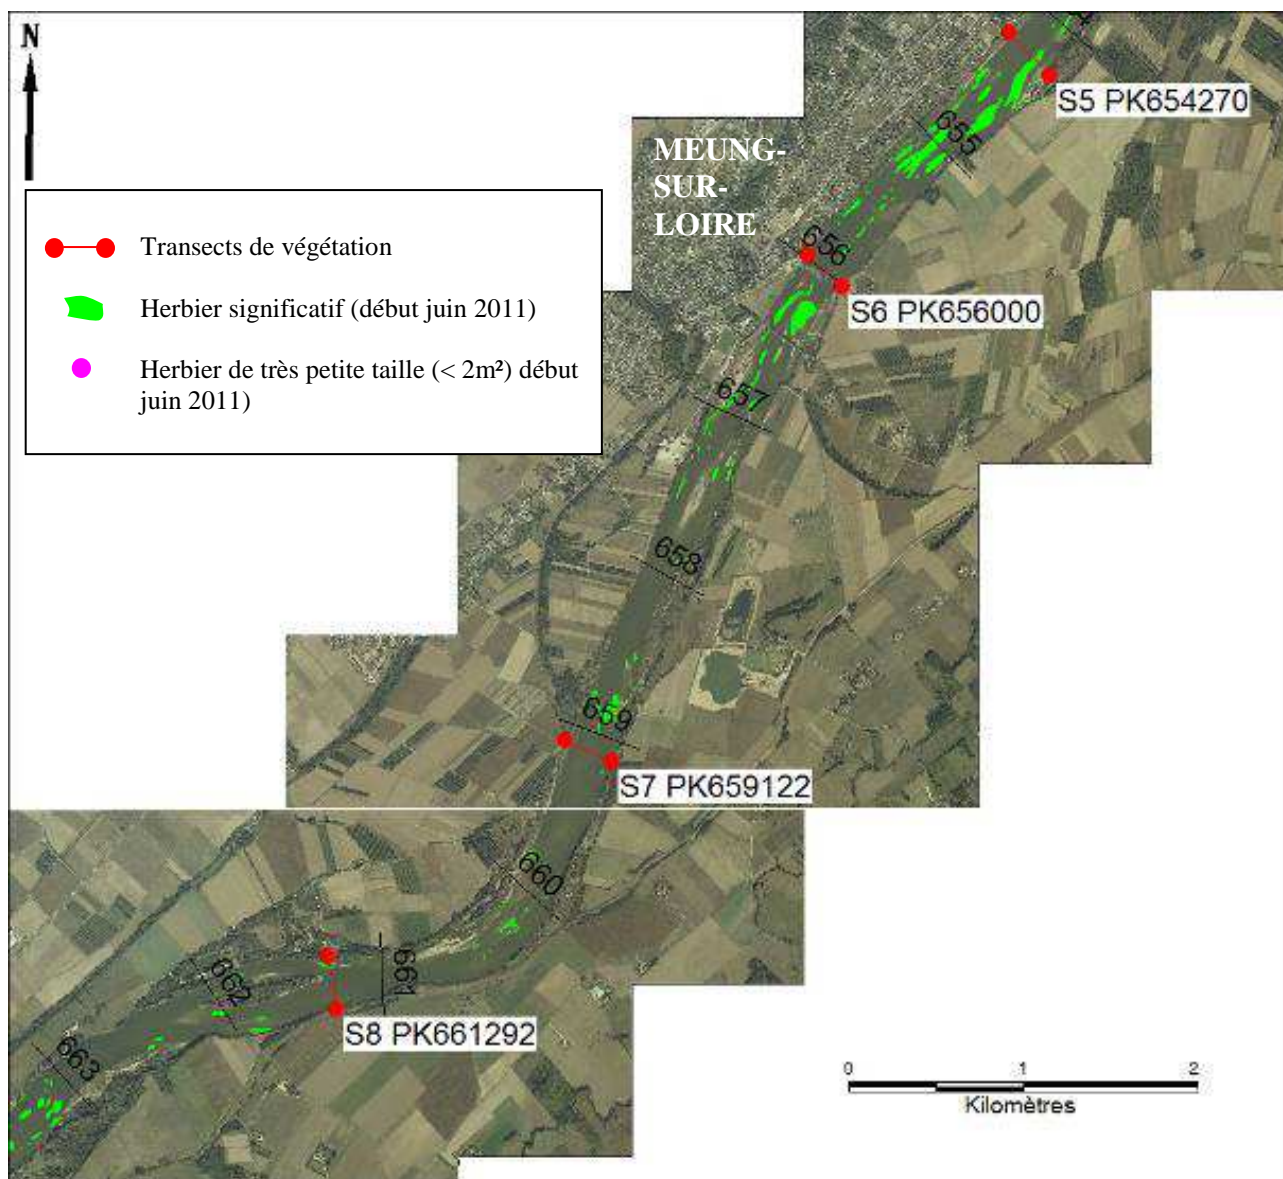 N
S5 PK654270
655
MEUNG-
SUR-
LOIRE
656
S6 PK656000
Transects de végétation
Herbier significatif (début juin 2011)
Herbier de très petite taille (< 2m²) début
juin 2011)
657
658
659
S7 PK659122
660
661
662
S8 PK661292
663
0 1 2
Kilomètres